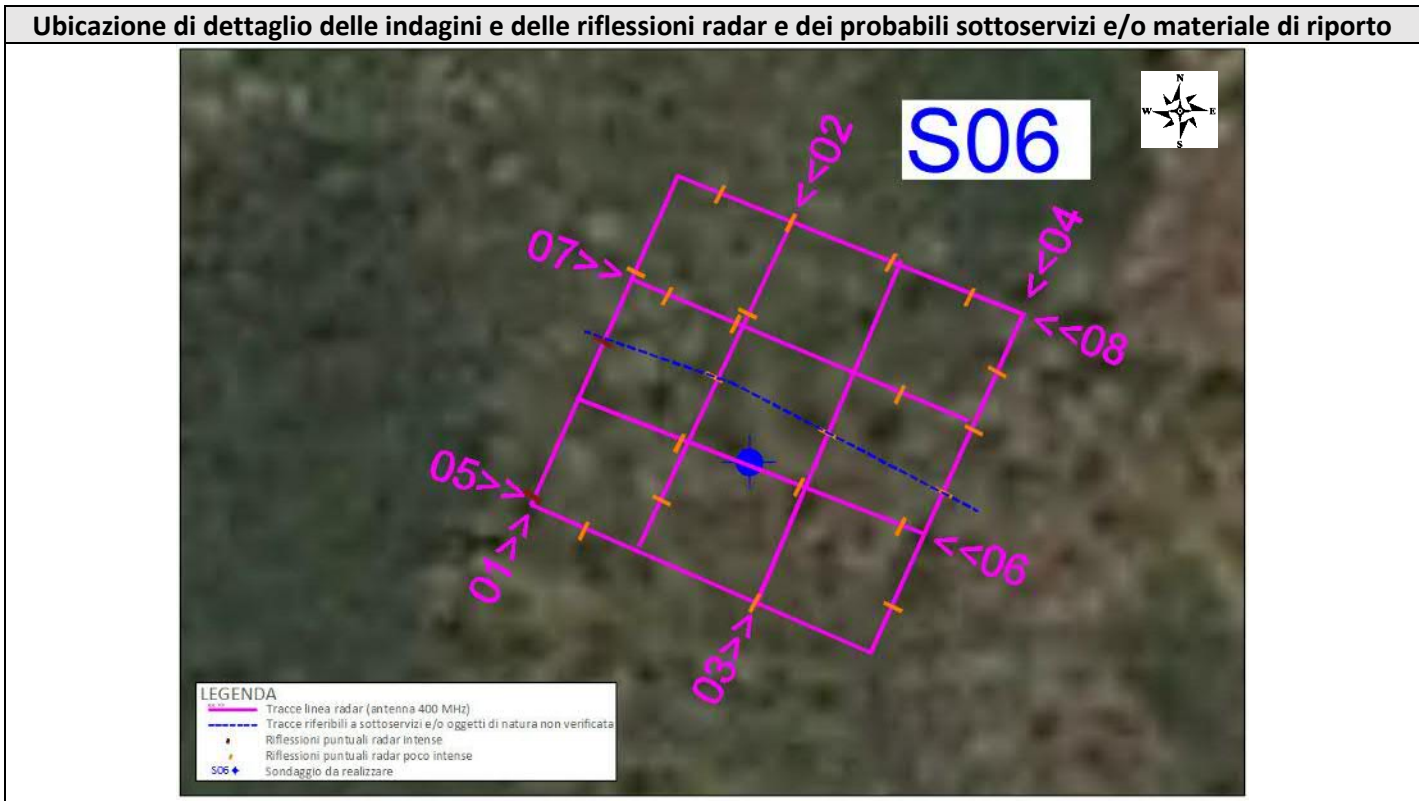 Ubicazione di dettaglio delle indagini e delle riflessioni radar e dei probabili sottoservizi e/o materiale di riporto
N
W E
S
S06
<<02
<<04
07>>
<<08
05>>
01>>
<<06
03>>
LEGENDA
Tracce linea radar (antenna 400 MHz)
Tracce riferibili a sottoservizi e/o oggetti di natura non verificata
Riflessioni puntuali radar intense
Riflessioni puntuali radar poco intense
S06 Sondaggio da realizzare